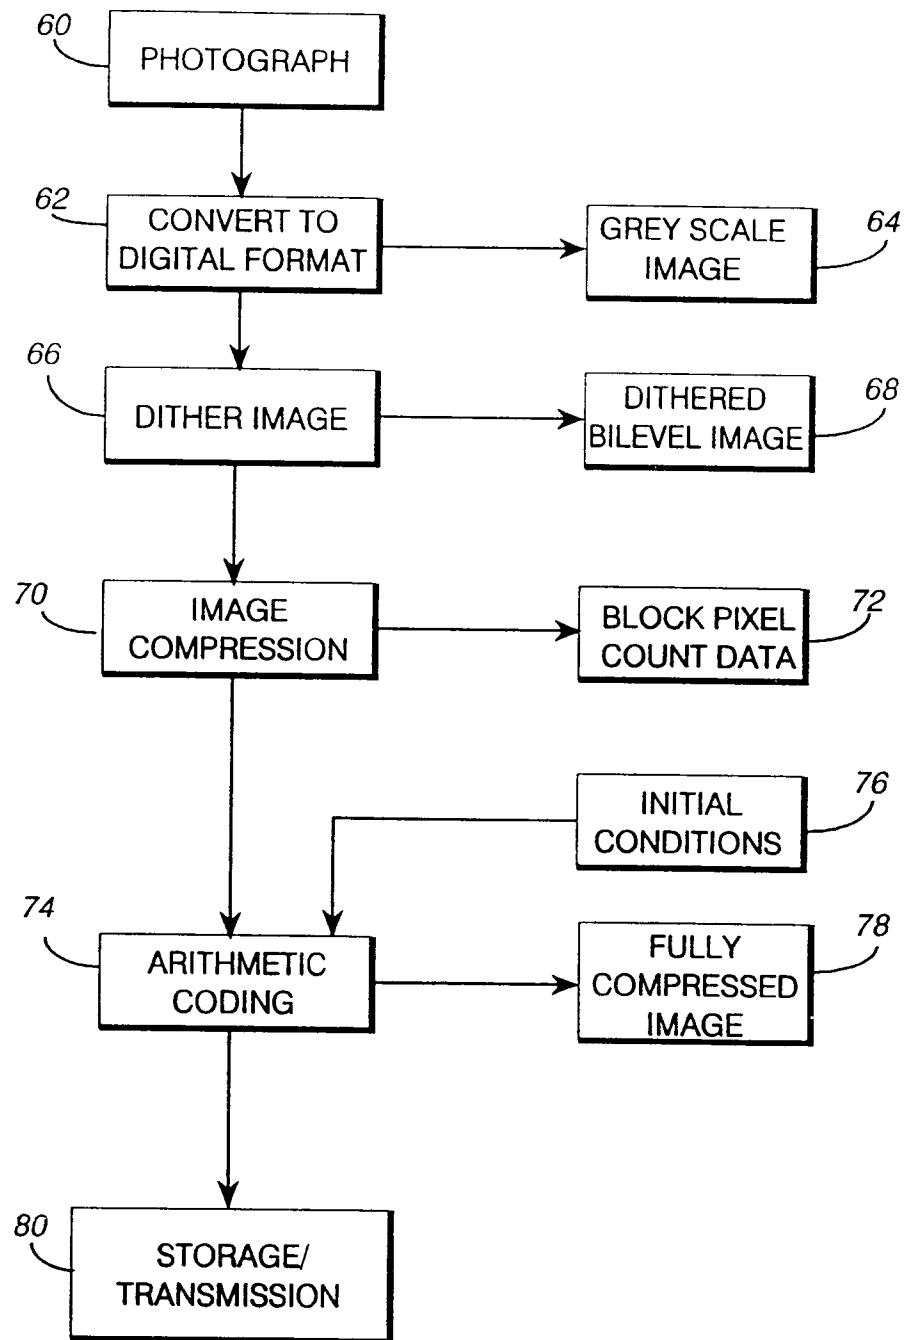 60
PHOTOGRAPH
62
CONVERT TO
DIGITAL FORMAT
GREY SCALE
IMAGE
64
66
DITHER IMAGE
DITHERED
BILEVEL IMAGE
68
70
IMAGE
COMPRESSION
BLOCK PIXEL
COUNT DATA
72
INITIAL
CONDITIONS
76
74
ARITHMETIC
CODING
FULLY
COMPRESSED
IMAGE
78
80
STORAGE/
TRANSMISSION